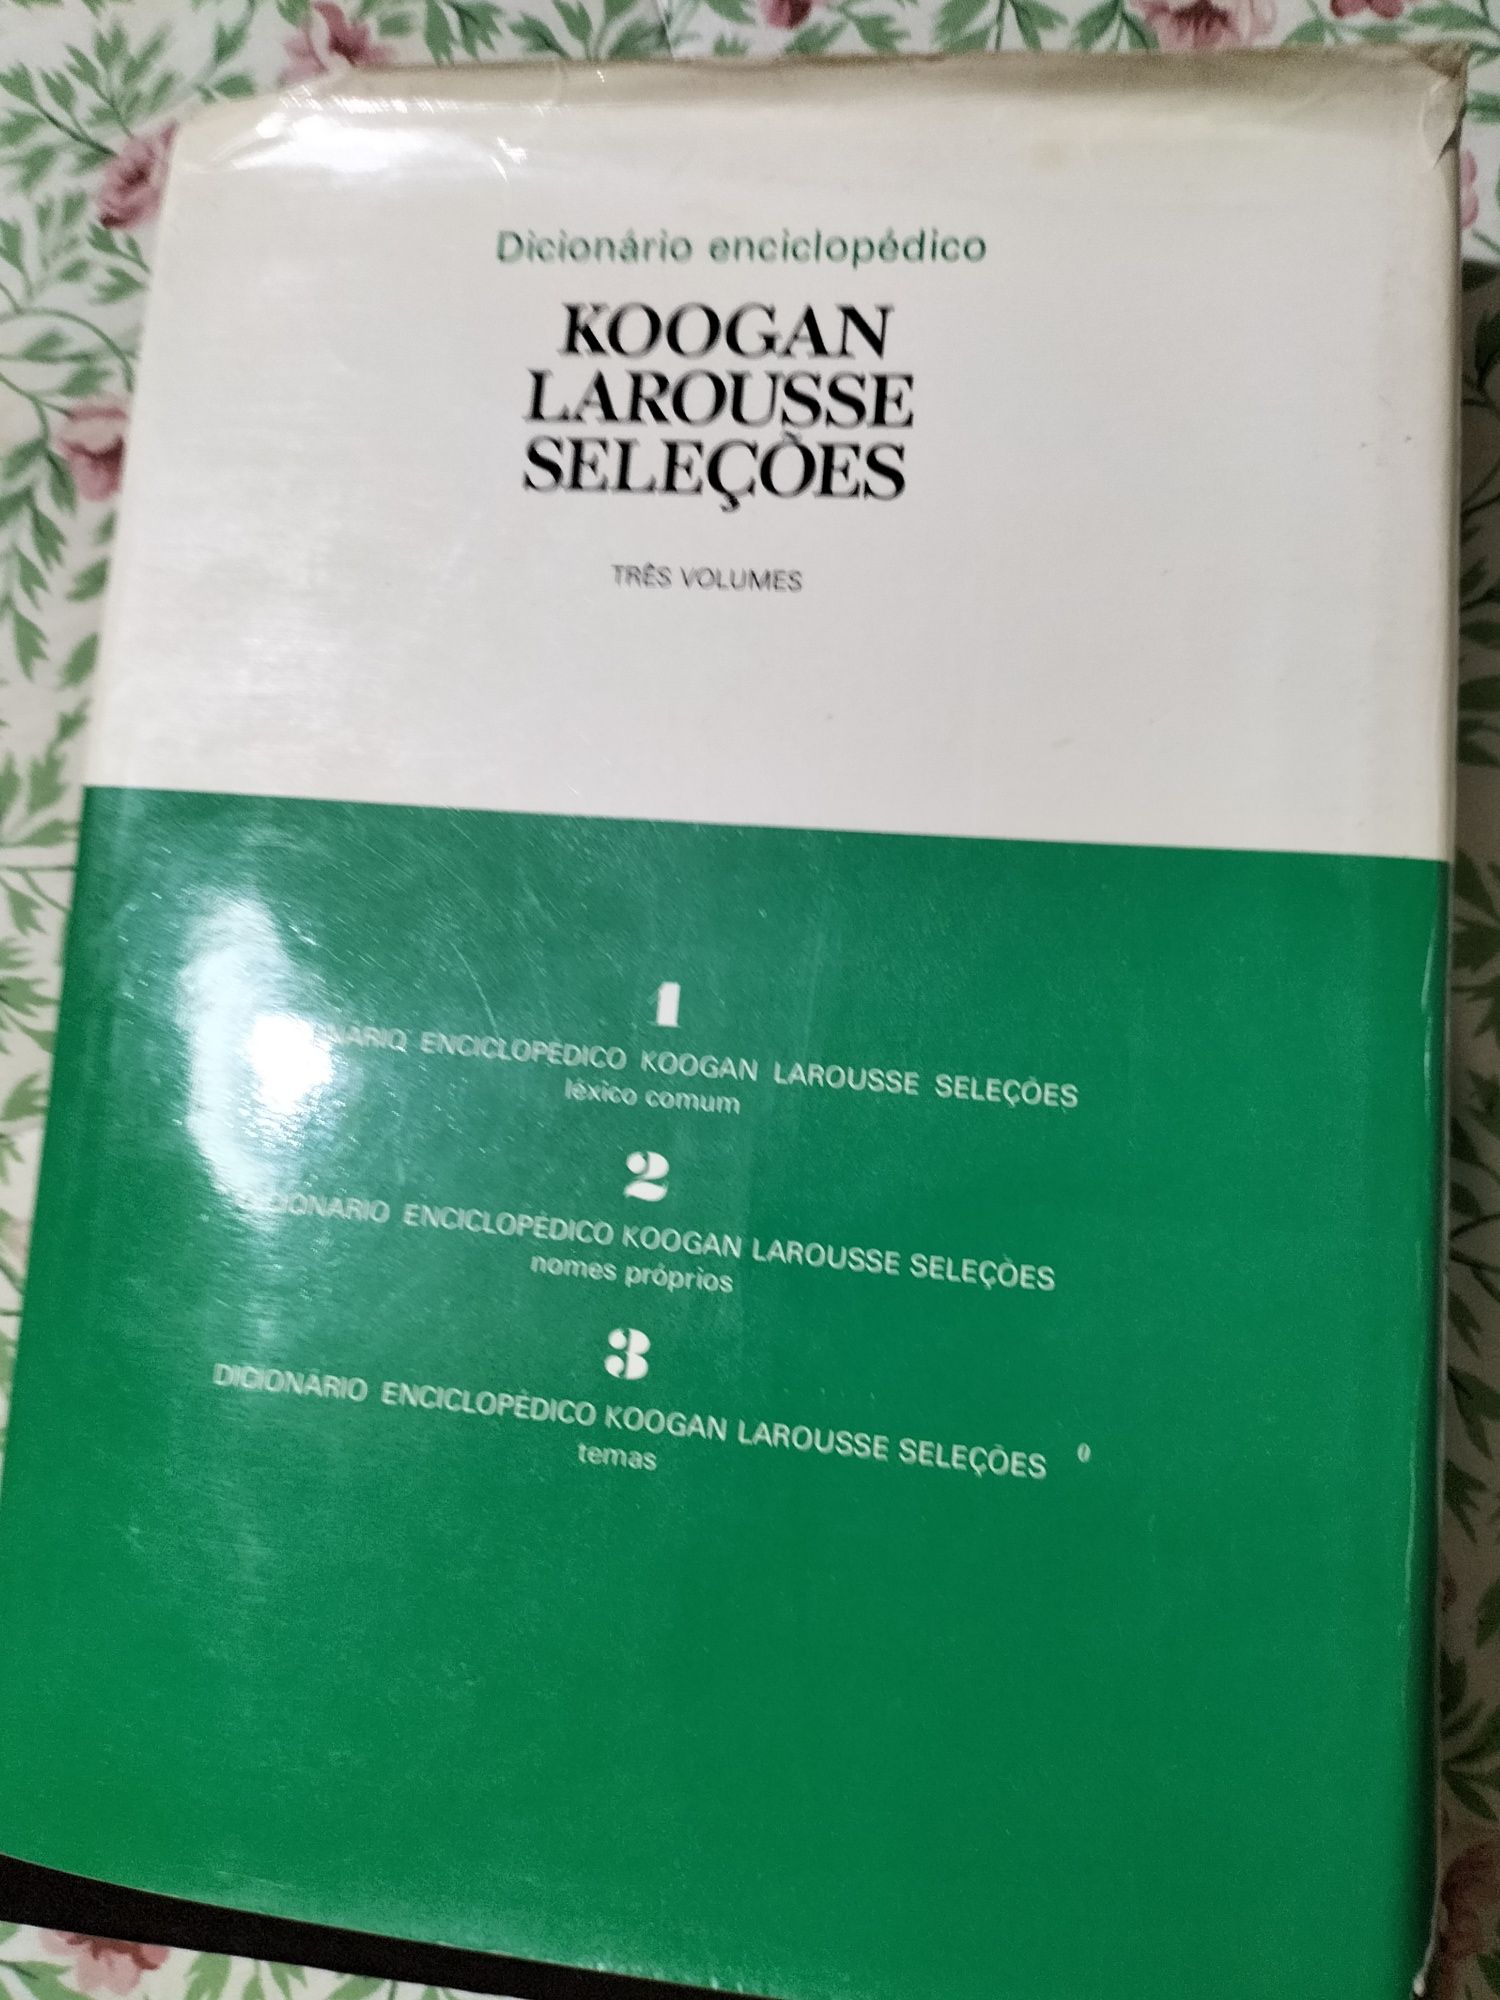 Dicionário enciclopédico
KOOGAN
LAROUSSE
SELEÇÕES
TRÊS VOLUMES
1
ENCICLOPÉDICO KOOGAN LAROUSSE SELEÇÕES
léxico comum
2
DICIONÁRIO ENCICLOPÉDICO KOOGAN LAROUSSE SELEÇÕES
nomes próprios
3
DICIONÁRIO ENCICLOPÉDICO KOOGAN LAROUSSE SELEÇÕES
temas